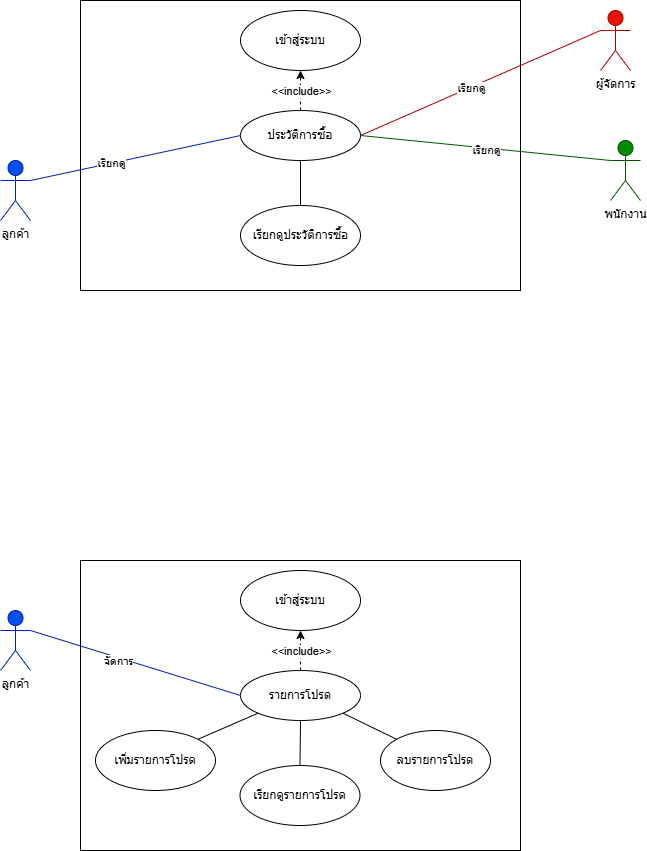 เข้าสู่ระบบ
<<include>>
ประวัติการซื้อ
เรียกดูประวัติการซื้อ
เรียกดู
ลูกค้า
เรียกดู
ผู้จัดการ
เรียกดู
พนักงาน
เข้าสู่ระบบ
<<include>>
รายการโปรด
จัดการ
ลูกค้า
เพิ่มรายการโปรด
เรียกดูรายการโปรด
ลบรายการโปรด